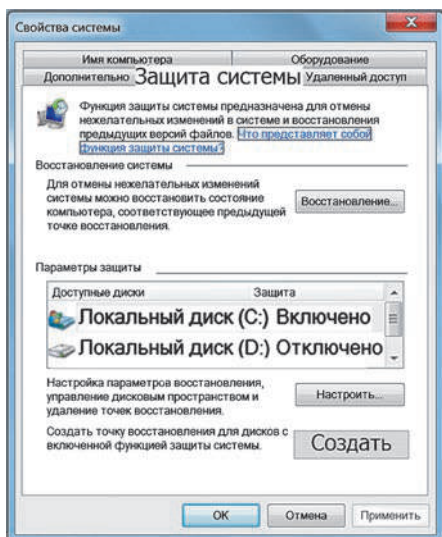 Свойства системы
Имя компьютера
Оборудование
Дополнительно
Защита системы
Удаленный доступ
Функция защиты системы предназначена для отмены
нежелательных изменений в системе и восстановления
предыдущих версий файлов. Что представляет собой
функция защиты системы?
Восстановление системы
Для отмены нежелательных изменений
системы можно восстановить состояние
компьютера, соответствующее предыдущей
точке восстановления.
Восстановление...
Параметры защиты
Доступные диски
Защита
Локальный диск (C:) Включено
Локальный диск (D:) Отключено
Настройка параметров восстановления,
управление дисковым пространством и
удаление точек восстановления.
Настроить...
Создать точку восстановления для дисков с
включенной функцией защиты системы.
Создать
OK
Отмена
Применить